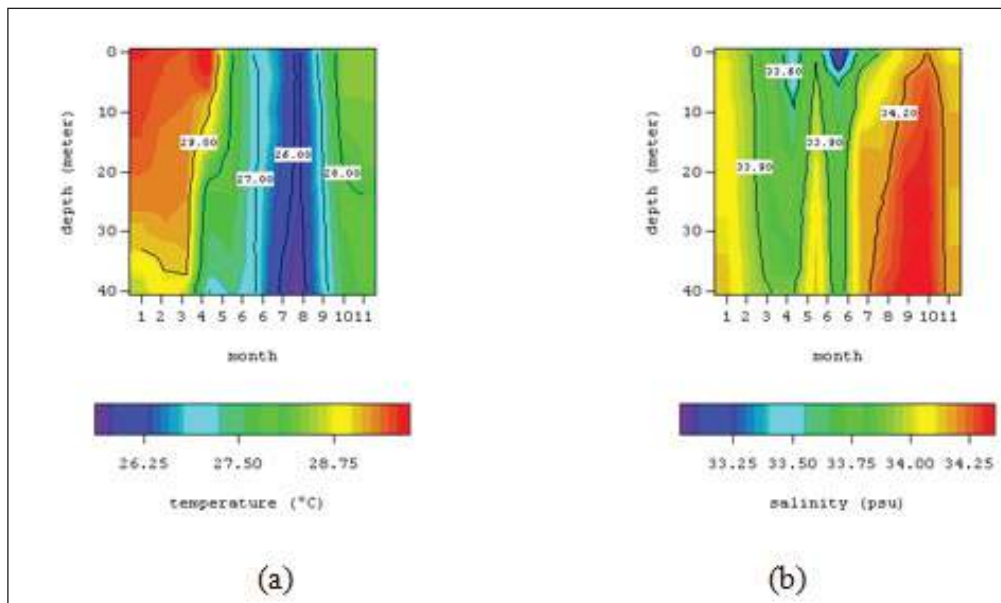 0
10
20
30
40
depth (meter)
29.00
27.00
26.00
28.00
1 2 3 4 5 6 6 7 8 9 10 11
month
26.25 27.50 28.75
temperature (°C)
(a)
0
10
20
30
40
depth (meter)
33.60
33.90
33.90
34.20
1 2 3 4 5 6 6 7 8 9 10 11
month
33.25 33.50 33.75 34.00 34.25
salinity (psu)
(b)